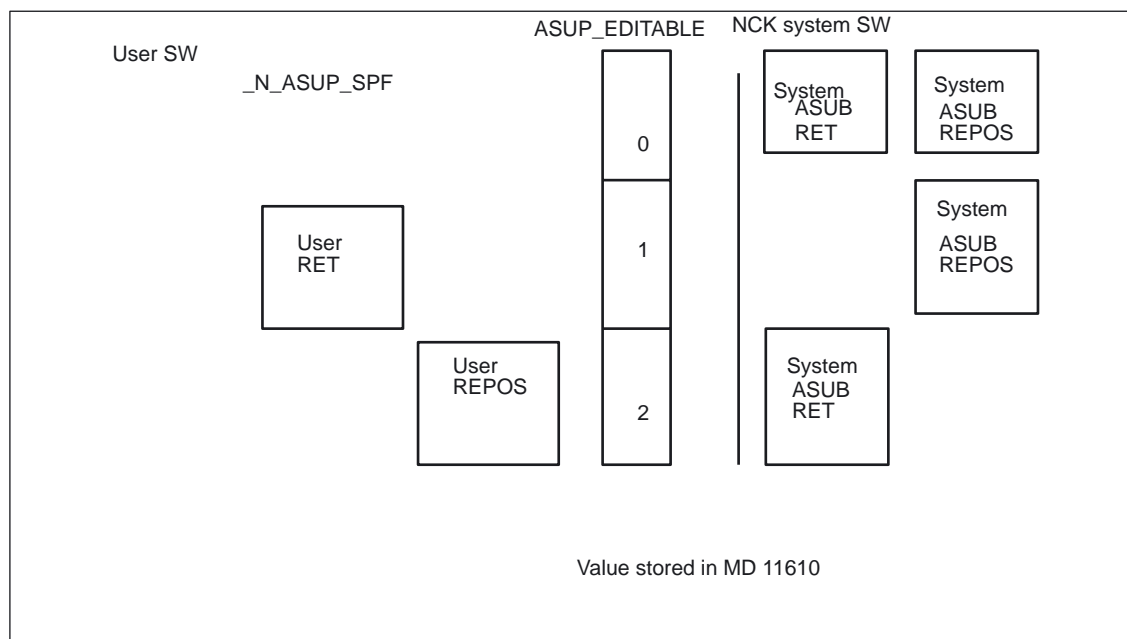 User SW
_N_ASUP_SPF
ASUP_EDITABLE
NCK system SW
System
ASUB
RET
System
ASUB
REPOS
0
User
RET
1
System
ASUB
REPOS
User
REPOS
2
System
ASUB
RET
Value stored in MD 11610